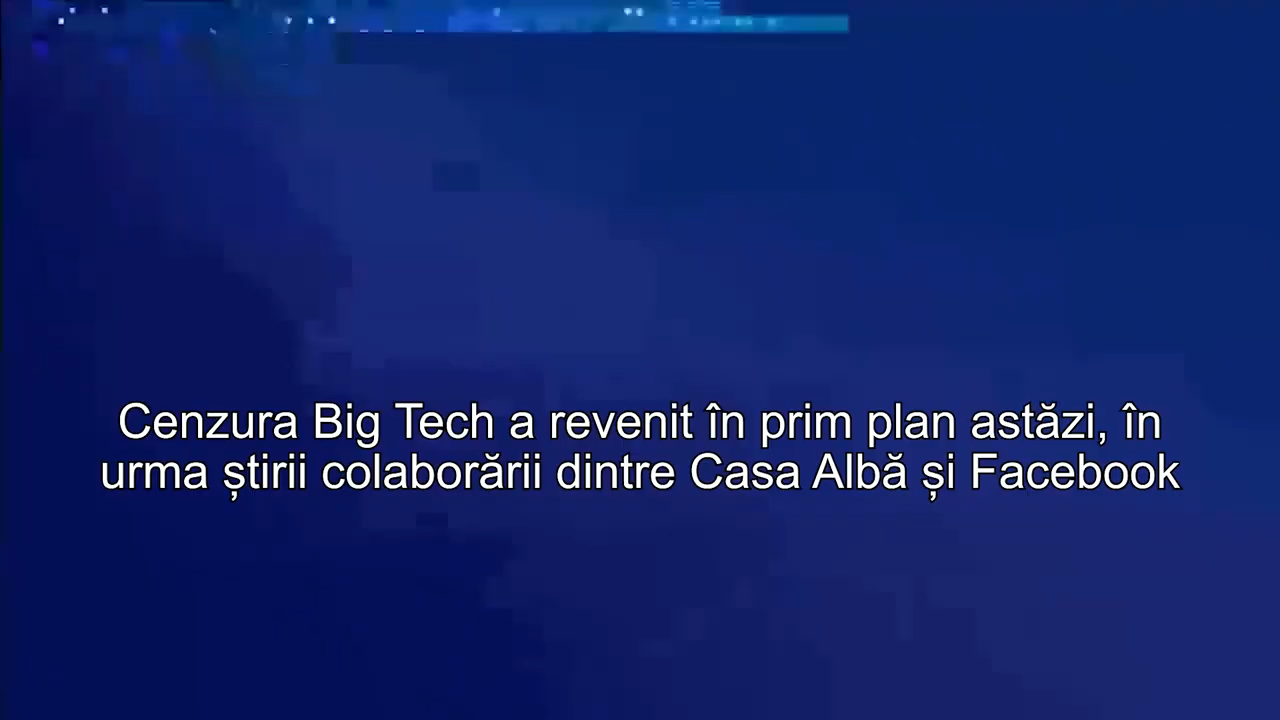 Cenzura Big Tech a revenit în prim plan astăzi, în
urma știrii colaborării dintre Casa Albă și Facebook